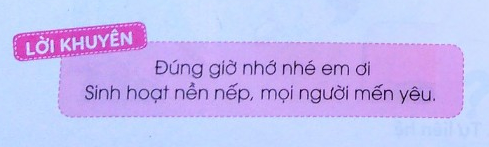 LỜI KHUYÊN
Đúng giờ nhớ nhé em ơi
Sinh hoạt nền nếp, mọi người mến yêu.